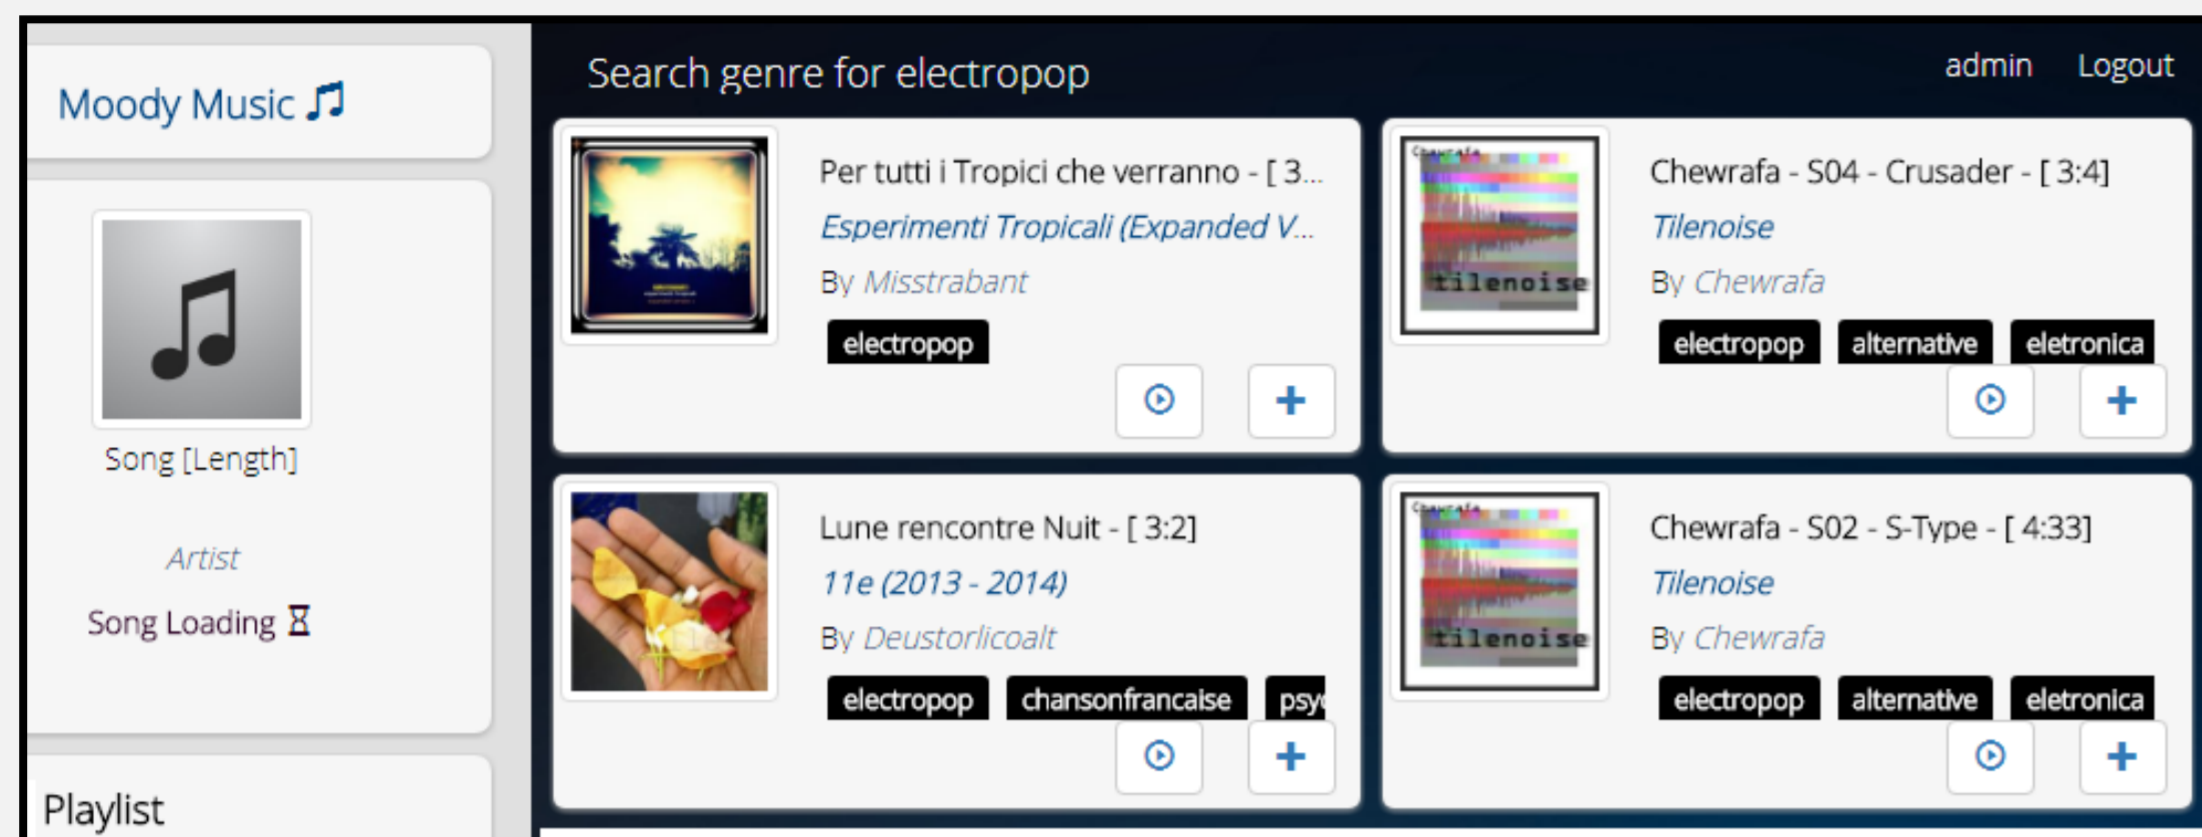 Moody Music
Song [Length]
Artist
Song Loading
Playlist
Search genre for electropop
admin Logout
Per tutti i Tropici che verranno - [ 3...
Esperimenti Tropicali (Expanded V...
By Misstrabant
electropop
Chewrafa
tilenoise
Chewrafa - S04 - Crusader - [ 3:4]
Tilenoise
By Chewrafa
electropop alternative eletronica
Lune rencontre Nuit - [ 3:2]
11e (2013 - 2014)
By Deustorlicoalt
electropop chansonfrancaise
Chewrafa
tilenoise
Chewrafa - S02 - S-Type - [ 4:33]
Tilenoise
By Chewrafa
electropop alternative eletronica